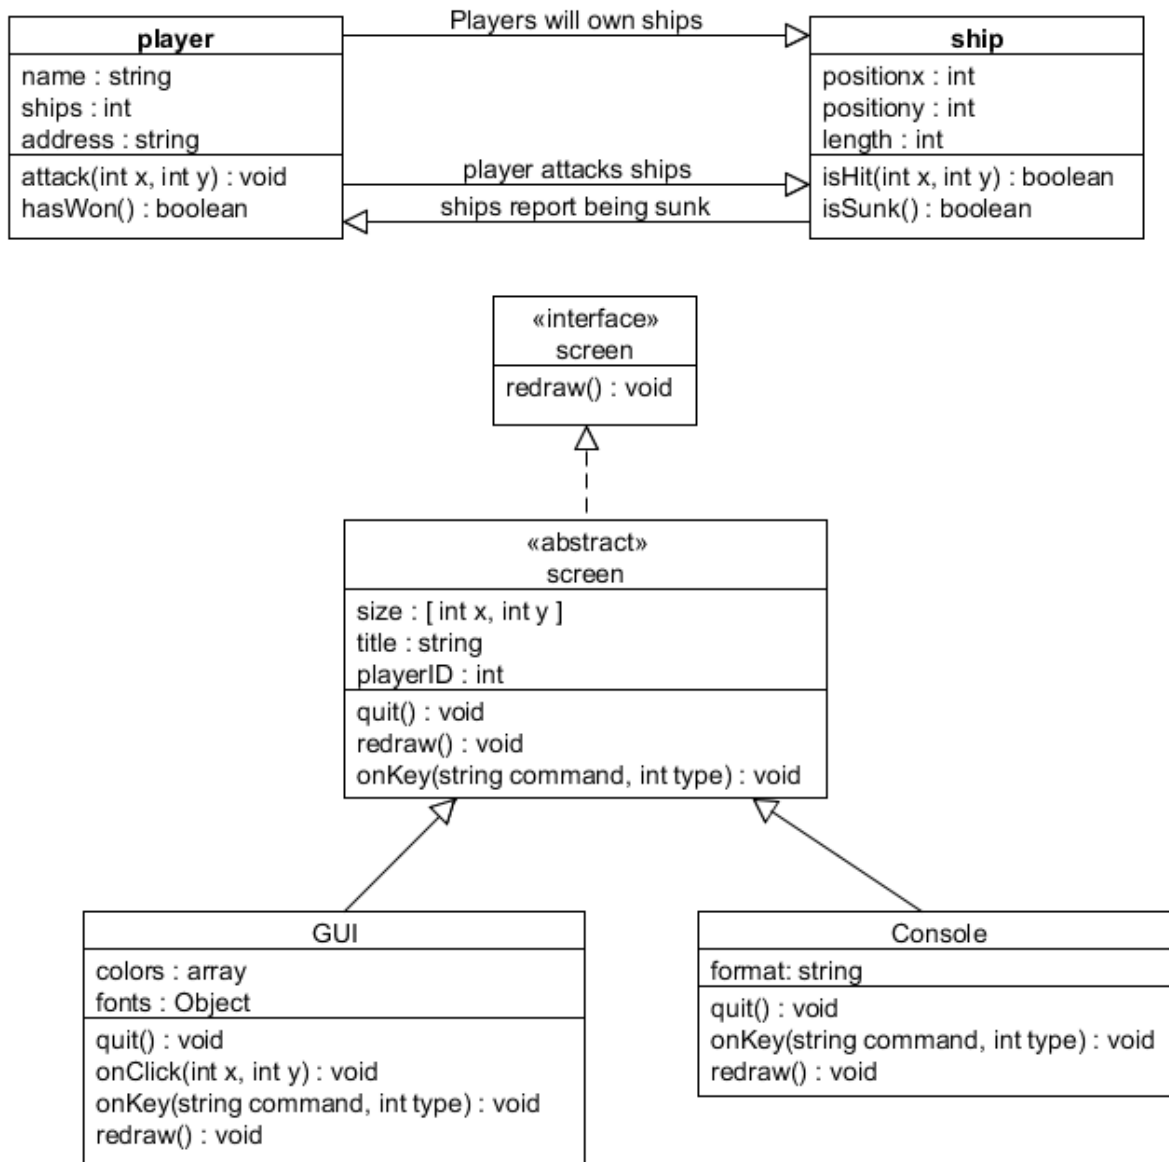 Players will own ships
player
name : string
ships : int
address : string
attack(int x, int y) : void
hasWon() : boolean
player attacks ships
ships report being sunk
ship
positionx : int
positiony : int
length : int
isHit(int x, int y) : boolean
isSunk() : boolean
«interface»
screen
redraw() : void
«abstract»
screen
size : [ int x, int y ]
title : string
playerID : int
quit() : void
redraw() : void
onKey(string command, int type) : void
GUI
colors : array
fonts : Object
quit() : void
onClick(int x, int y) : void
onKey(string command, int type) : void
redraw() : void
Console
format: string
quit() : void
onKey(string command, int type) : void
redraw() : void